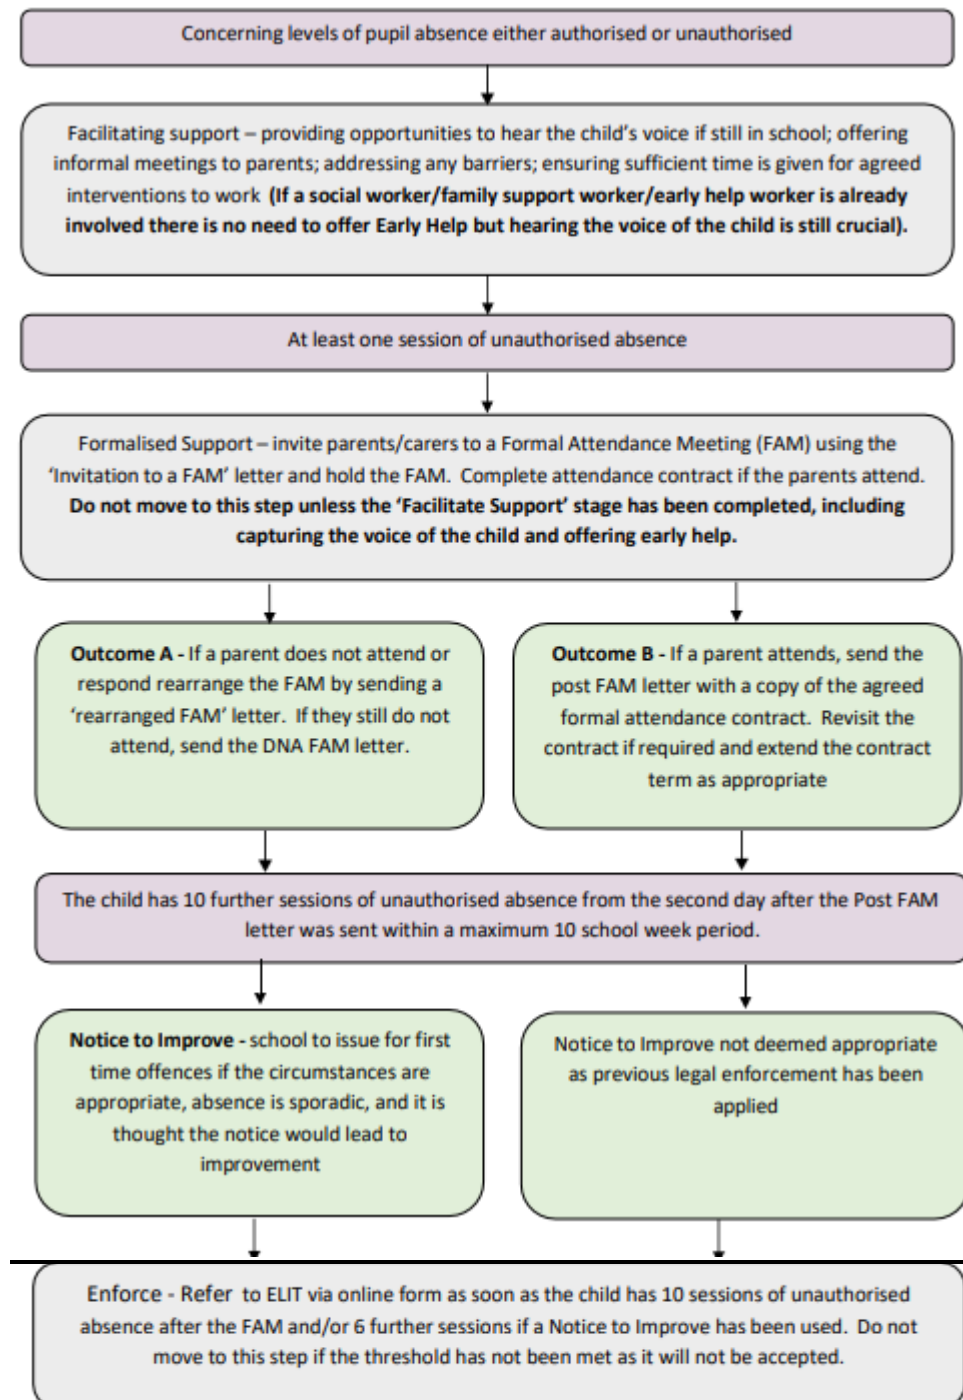 Concerning levels of pupil absence either authorised or unauthorised
Facilitating support – providing opportunities to hear the child's voice if still in school; offering
informal meetings to parents; addressing any barriers; ensuring sufficient time is given for agreed
interventions to work (If a social worker/family support worker/early help worker is already
involved there is no need to offer Early Help but hearing the voice of the child is still crucial).
At least one session of unauthorised absence
Formalised Support – invite parents/carers to a Formal Attendance Meeting (FAM) using the
'Invitation to a FAM' letter and hold the FAM. Complete attendance contract if the parents attend.
Do not move to this step unless the 'Facilitate Support' stage has been completed, including
capturing the voice of the child and offering early help.
Outcome A - If a parent does not attend or
respond rearrange the FAM by sending a
'rearranged FAM' letter. If they still do not
attend, send the DNA FAM letter.
Outcome B - If a parent attends, send the
post FAM letter with a copy of the agreed
formal attendance contract. Revisit the
contract if required and extend the contract
term as appropriate
The child has 10 further sessions of unauthorised absence from the second day after the Post FAM
letter was sent within a maximum 10 school week period.
Notice to Improve - school to issue for first
time offences if the circumstances are
appropriate, absence is sporadic, and it is
thought the notice would lead to
improvement
Notice to Improve not deemed appropriate
as previous legal enforcement has been
applied
Enforce - Refer to ELIT via online form as soon as the child has 10 sessions of unauthorised
absence after the FAM and/or 6 further sessions if a Notice to Improve has been used. Do not
move to this step if the threshold has not been met as it will not be accepted.